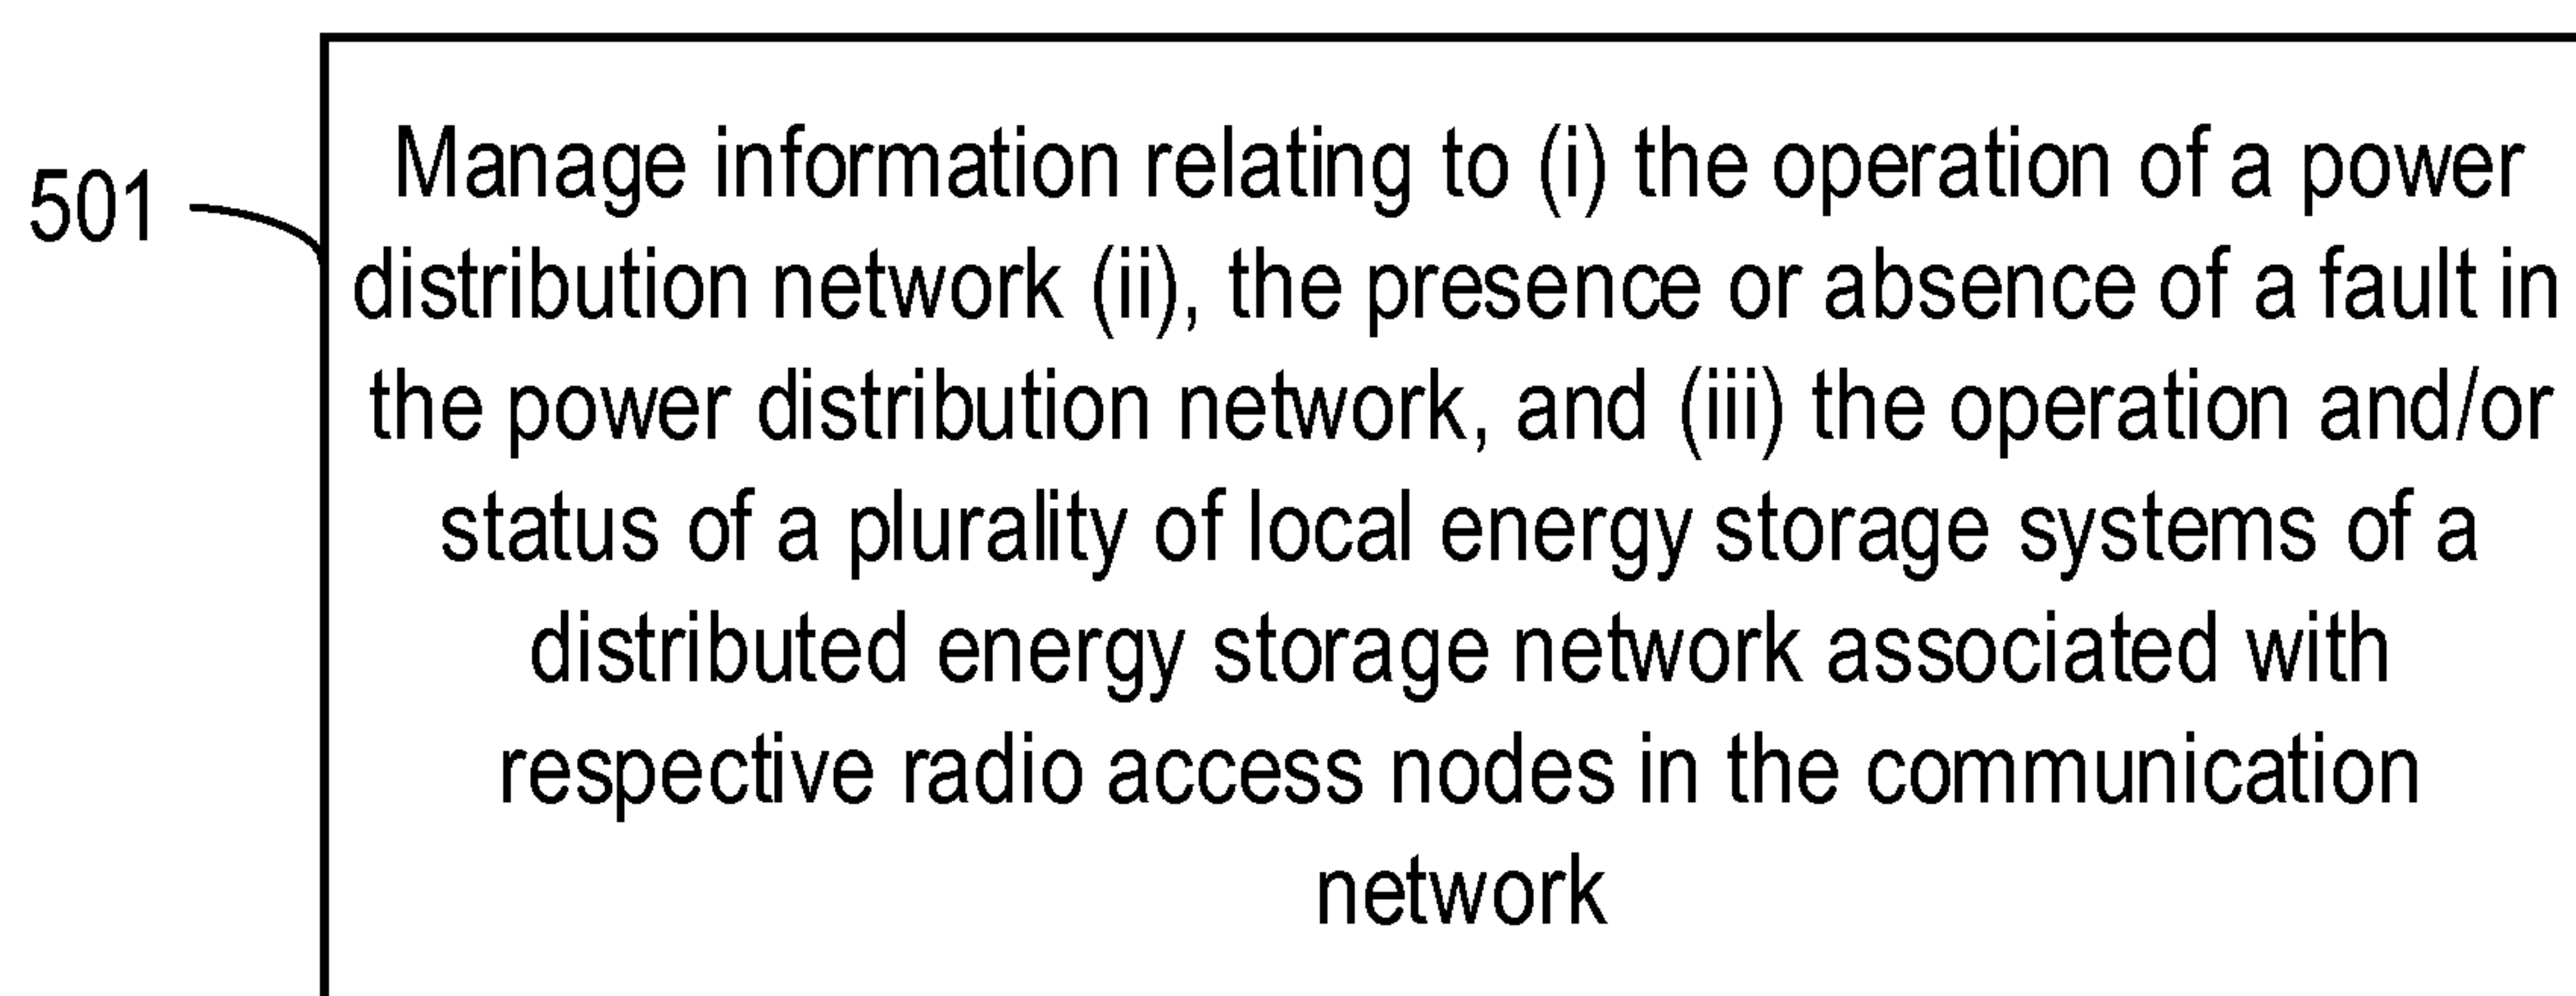 501
Manage information relating to (i) the operation of a power
distribution network (ii), the presence or absence of a fault in
the power distribution network, and (iii) the operation and/or
status of a plurality of local energy storage systems of a
distributed energy storage network associated with
respective radio access nodes in the communication
network